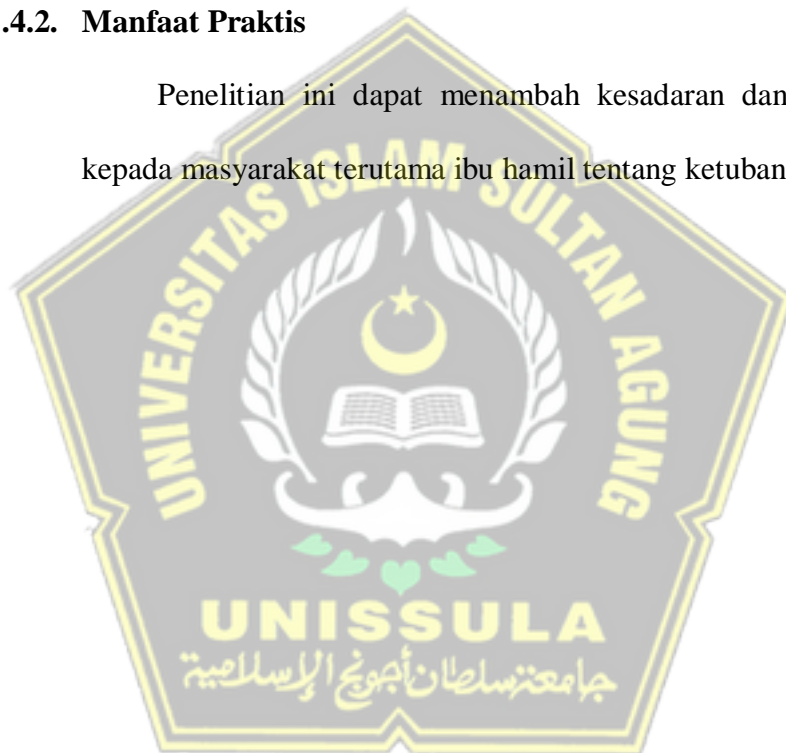 .4.2. Manfaat Praktis
Penelitian ini dapat menambah kesadaran dan
kepada masyarakat terutama ibu hamil tentang ketuban
UNIVERSITAS ISLAM SULTAN AGUNG
UNISSULA
جامعة سلطان أجونج الإسلامية